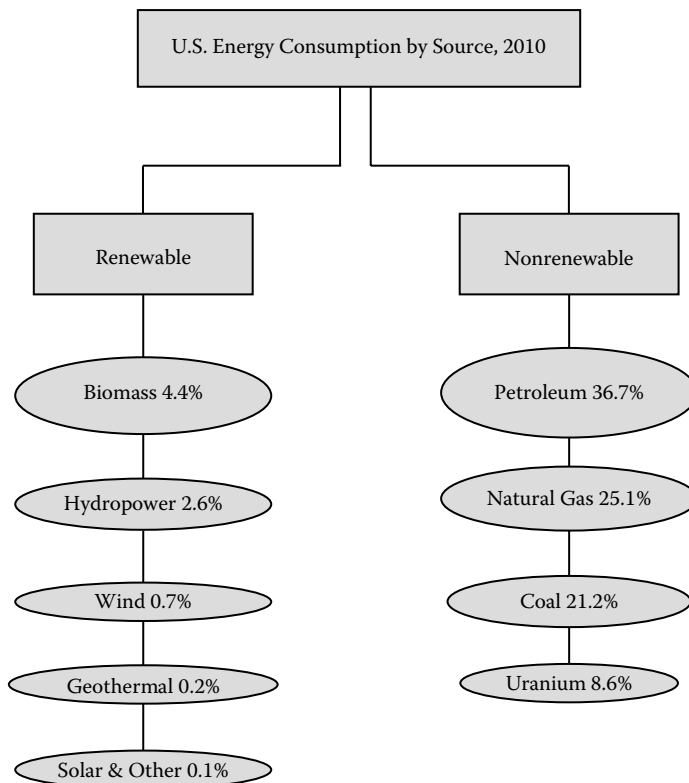 U.S. Energy Consumption by Source, 2010
Renewable
Biomass 4.4%
Hydropower 2.6%
Wind 0.7%
Geothermal 0.2%
Solar & Other 0.1%
Nonrenewable
Petroleum 36.7%
Natural Gas 25.1%
Coal 21.2%
Uranium 8.6%